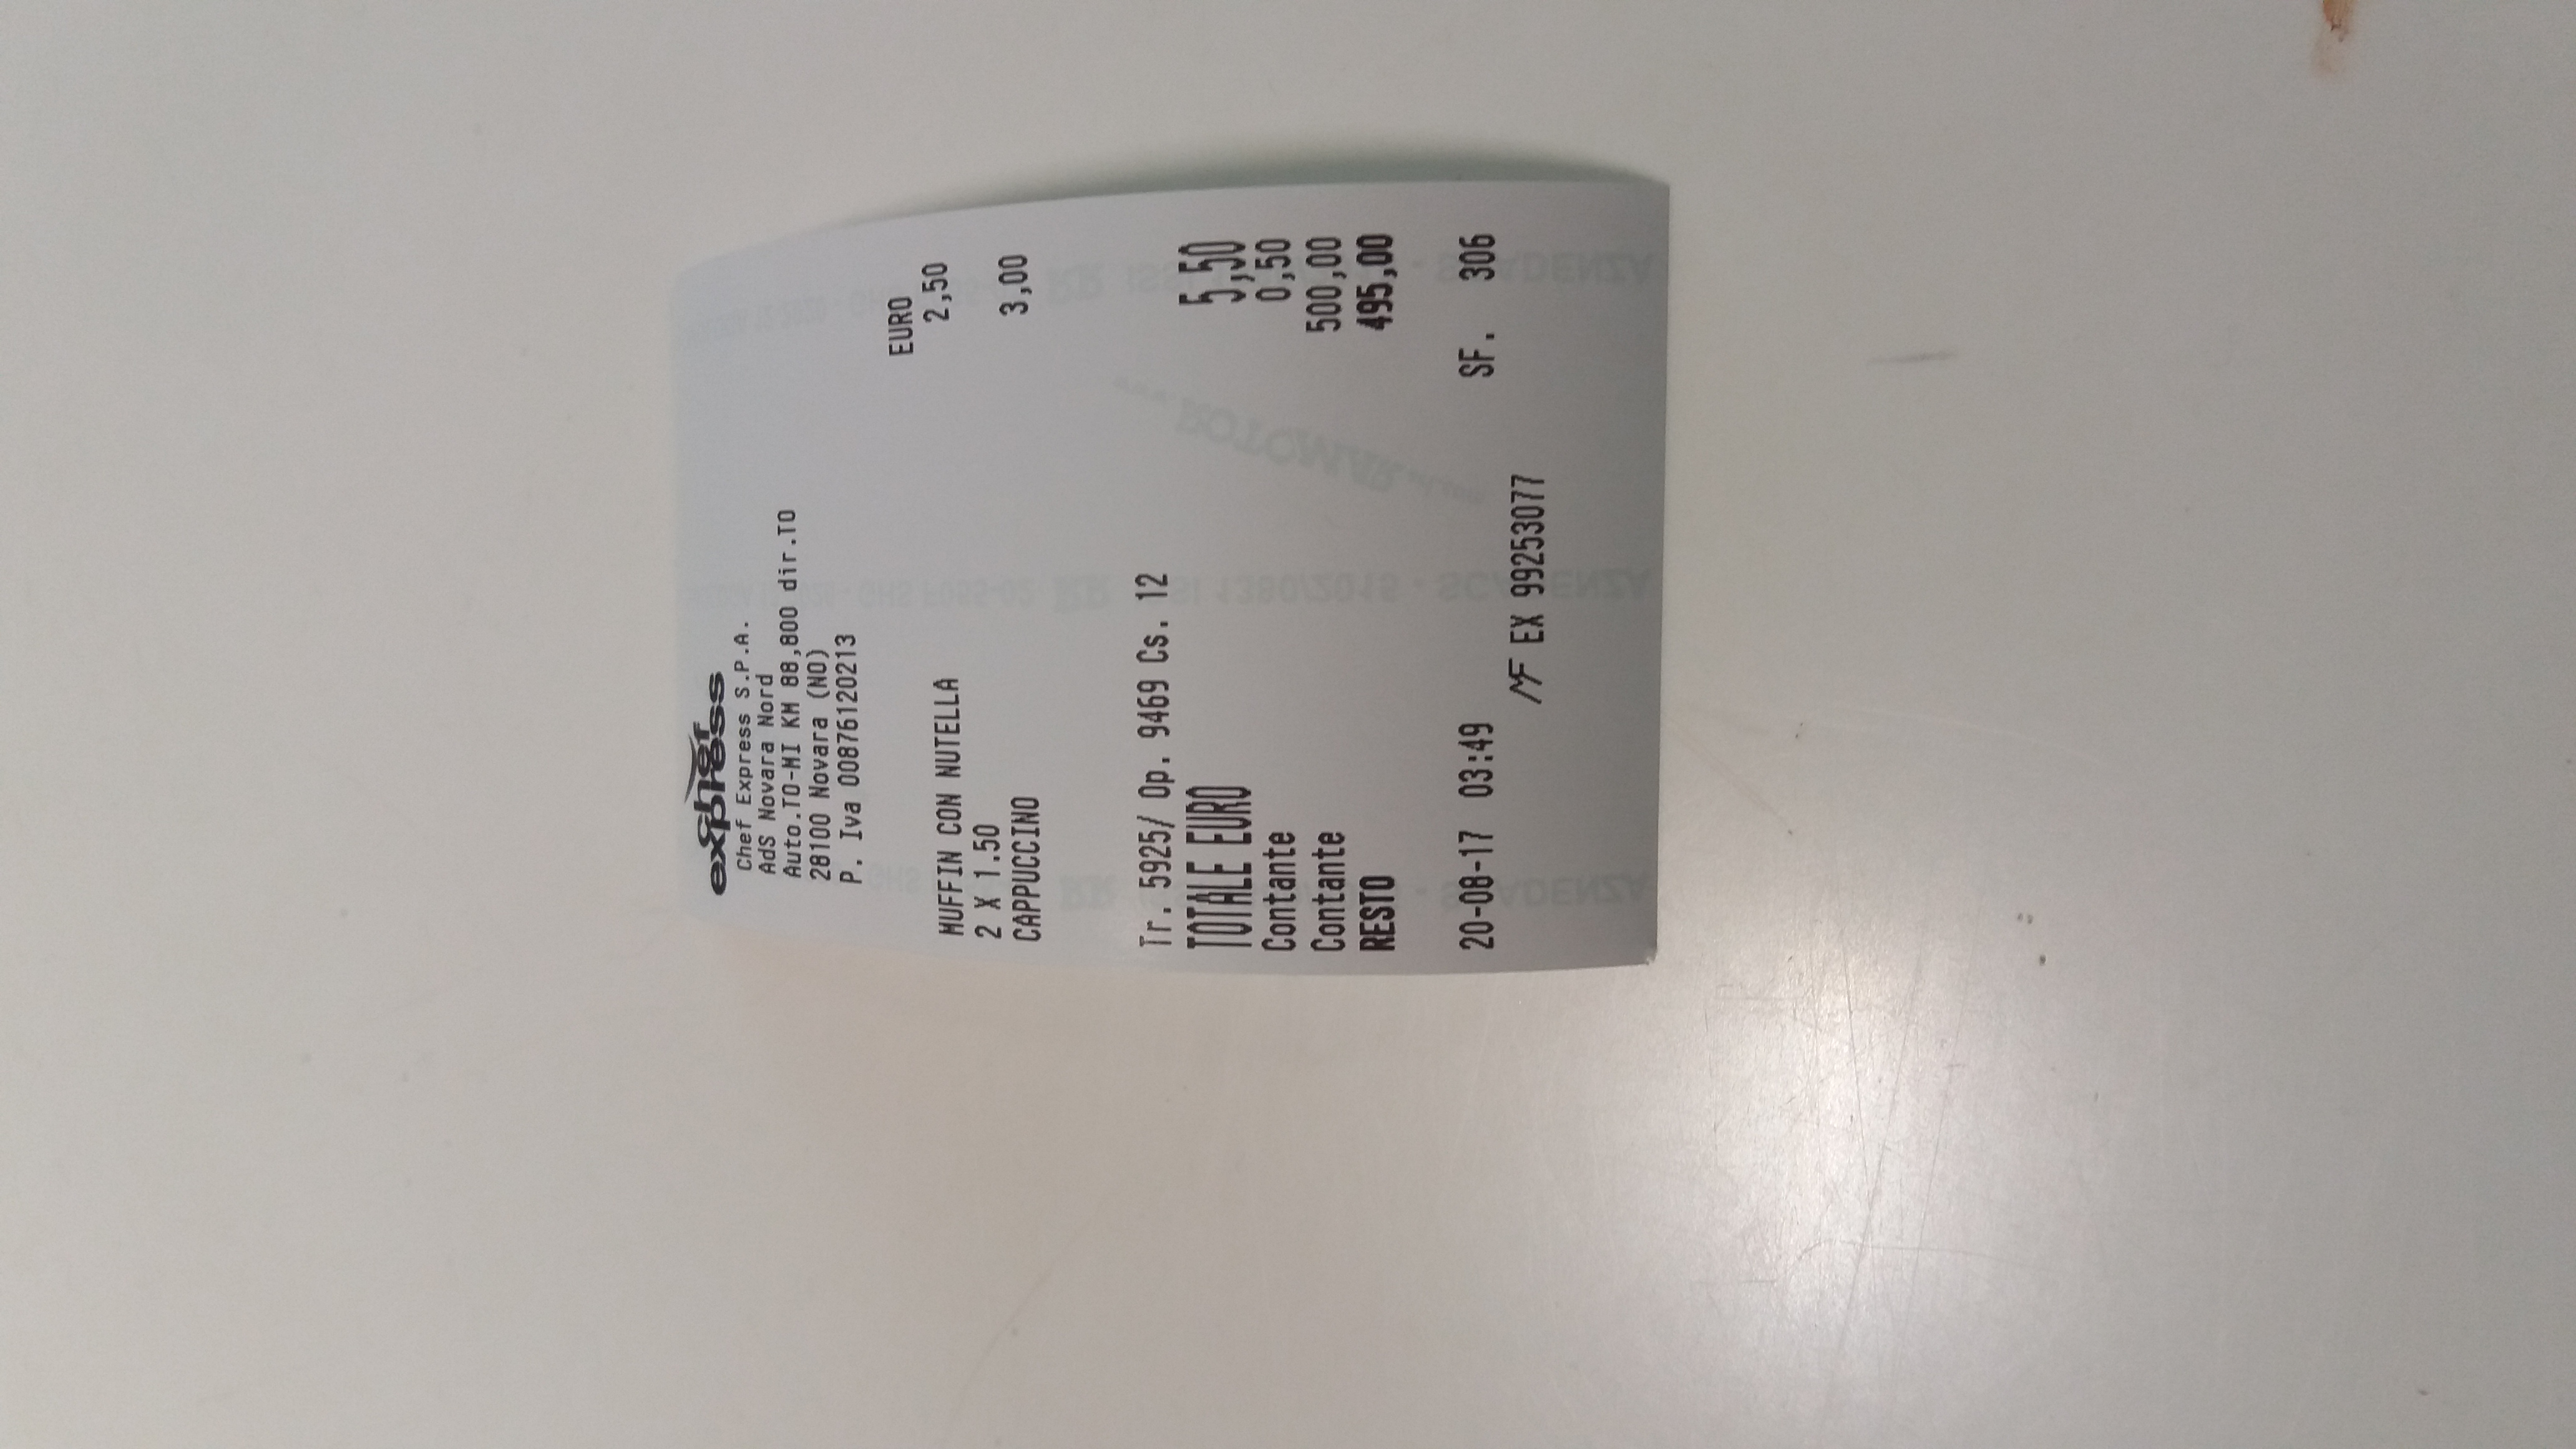 chef express
Chef Express S.P.A.
AdS Novara Nord
Auto.TO-MI KM 88,800 dir.TO
28100 Novara (NO)
P. Iva 00876120213
EURO
MUFFIN CON NUTELLA 2,50
2 X 1.50
CAPPUCCINO 3,00
Tr. 5925/ Op. 9469 Cs. 12
TOTALE EURO 5,50
Contante 0,50
Contante 500,00
RESTO 495,00
20-08-17 03:49 SF. 306
MF EX 99253077